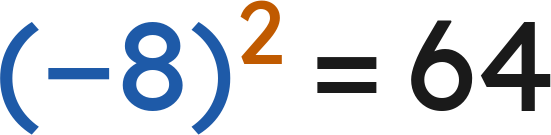 (−8)² = 64